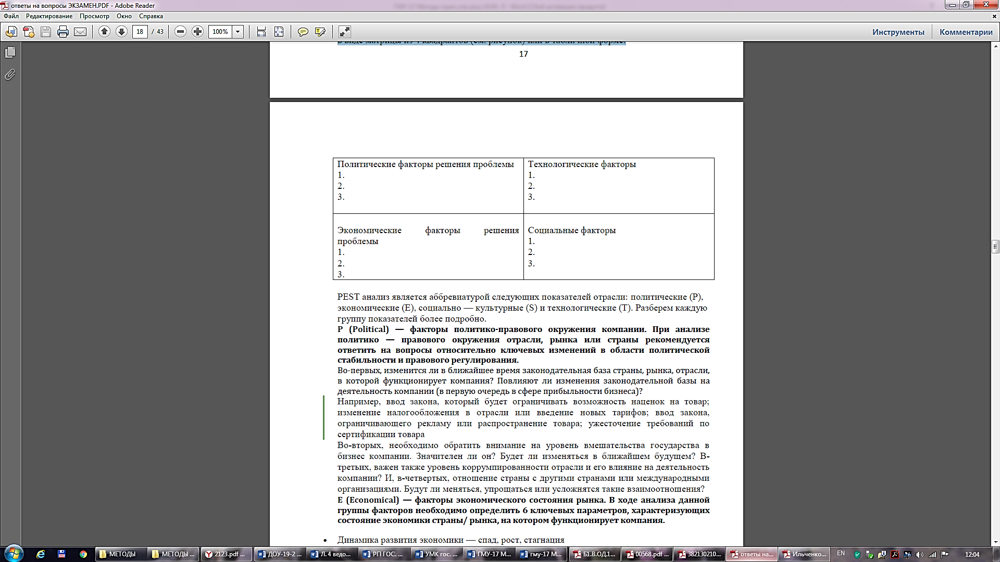 ответы на вопросы ЭКЗАМЕН.PDF - Adobe Reader
Файл Редактирование Просмотр Окно Справка
18 / 43 100% Инструменты Комментарии
в виде матрицы из 4 квадрантов (см. рисунок) или в табличной форме.
17
Политические факторы решения проблемы
1.
2.
3.
Технологические факторы
1.
2.
3.
Экономические факторы решения
проблемы
1.
2.
3.
Социальные факторы
1.
2.
3.
PEST анализ является аббревиатурой следующих показателей отрасли: политические (P),
экономические (E), социально — культурные (S) и технологические (T). Разберем каждую
группу показателей более подробно.
P (Political) — факторы политико-правового окружения компании. При анализе
политико — правового окружения отрасли, рынка или страны рекомендуется
ответить на вопросы относительно ключевых изменений в области политической
стабильности и правового регулирования.
Во-первых, изменится ли в ближайшее время законодательная база страны, рынка, отрасли,
в которой функционирует компания? Повлияют ли изменения законодательной базы на
деятельность компании (в первую очередь в сфере прибыльности бизнеса)?
Например, ввод закона, который будет ограничивать возможность наценок на товар;
изменение налогообложения в отрасли или введение новых тарифов; ввод закона,
ограничивающего рекламу или распространение товара; ужесточение требований по
сертификации товара
Во-вторых, необходимо обратить внимание на уровень вмешательства государства в
бизнес компании. Значителен ли он? Будет ли изменяться в ближайшем будущем? В-
третьих, важен также уровень коррумпированности отрасли и его влияние на деятельность
компании? И, в-четвертых, отношение страны с другими странами или международными
организациями. Будут ли меняться, упрощаться или усложнятся такие взаимоотношения?
E (Economical) — факторы экономического состояния рынка. В ходе анализа данной
группы факторов необходимо определить 6 ключевых параметров, характеризующих
состояние экономики страны/ рынка, на котором функционирует компания.
• Динамика развития экономики — спад, рост, стагнация
МЕТОДЫ МЕТОДЫ ... 2123.pdf ... ДОУ-19-2 ... Л. 4 ведо... РП ГОС. ... УМК гос. ... ГМУ-17 М... гму-17 М... Б1.В.ОД.1... 00568.pdf ... 382130210... ответы на... Ильченко... EN 12:04